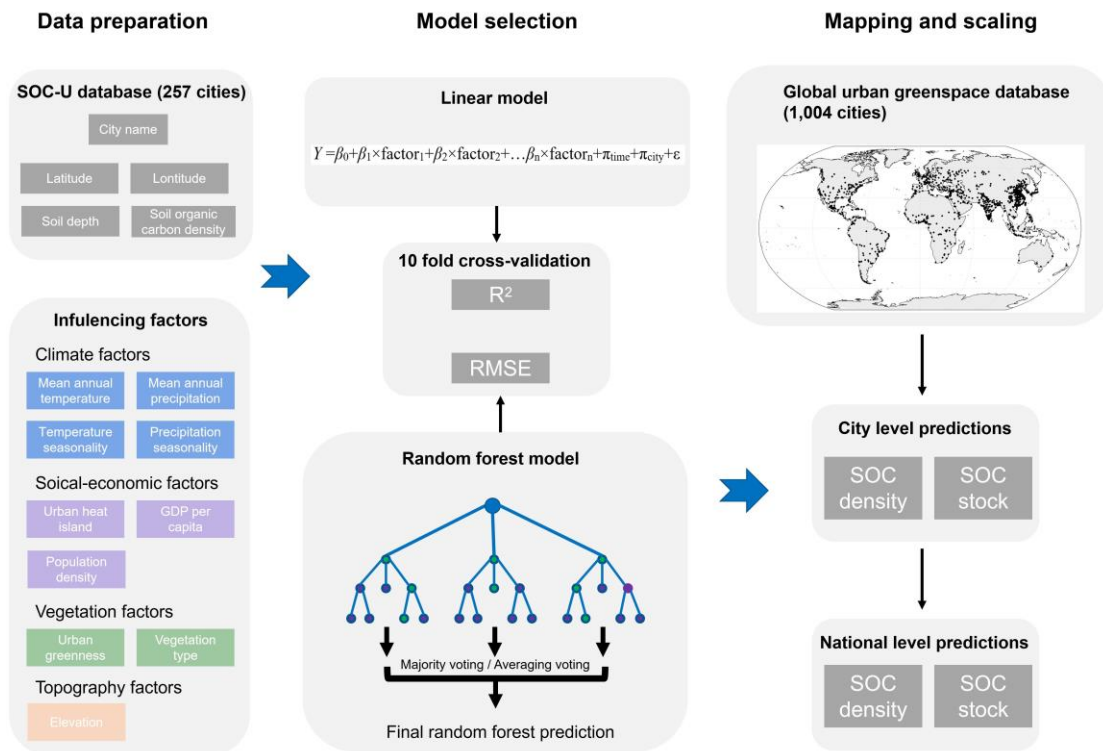 Data preparation
SOC-U database (257 cities)
City name
Latitude
Lontitude
Soil depth
Soil organic
carbon density
Infulencing factors
Climate factors
Mean annual
temperature
Mean annual
precipitation
Temperature
seasonality
Precipitation
seasonality
Soical-economic factors
Urban heat
island
GDP per
capita
Population
density
Vegetation factors
Urban
greenness
Vegetation
type
Topography factors
Elevation
Model selection
Linear model
Y =β₀+β₁×factor₁+β₂×factor₂+…βₙ×factorₙ+π_time+π_city+ε
10 fold cross-validation
R²
RMSE
Random forest model
Majority voting / Averaging voting
Final random forest prediction
Mapping and scaling
Global urban greenspace database
(1,004 cities)
City level predictions
SOC
density
SOC
stock
National level predictions
SOC
density
SOC
stock